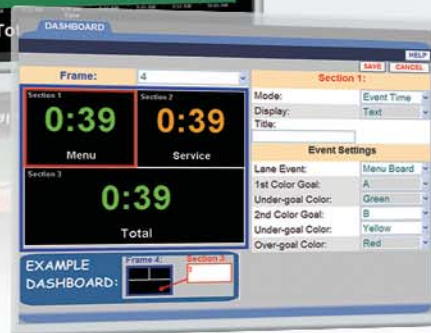 DASHBOARD
HELP
SAVE CANCEL
Frame: 4
Section 1:
Section 1
0:39
Menu
Section 2
0:39
Service
Section 3
0:39
Total
Mode: Event Time
Display: Text
Title:
Event Settings
Lane Event: Menu Board
1st Color Goal: A
Under-goal Color: Green
2nd Color Goal: B
Under-goal Color: Yellow
Over-goal Color: Red
EXAMPLE
DASHBOARD:
Frame 4:
Section 3: